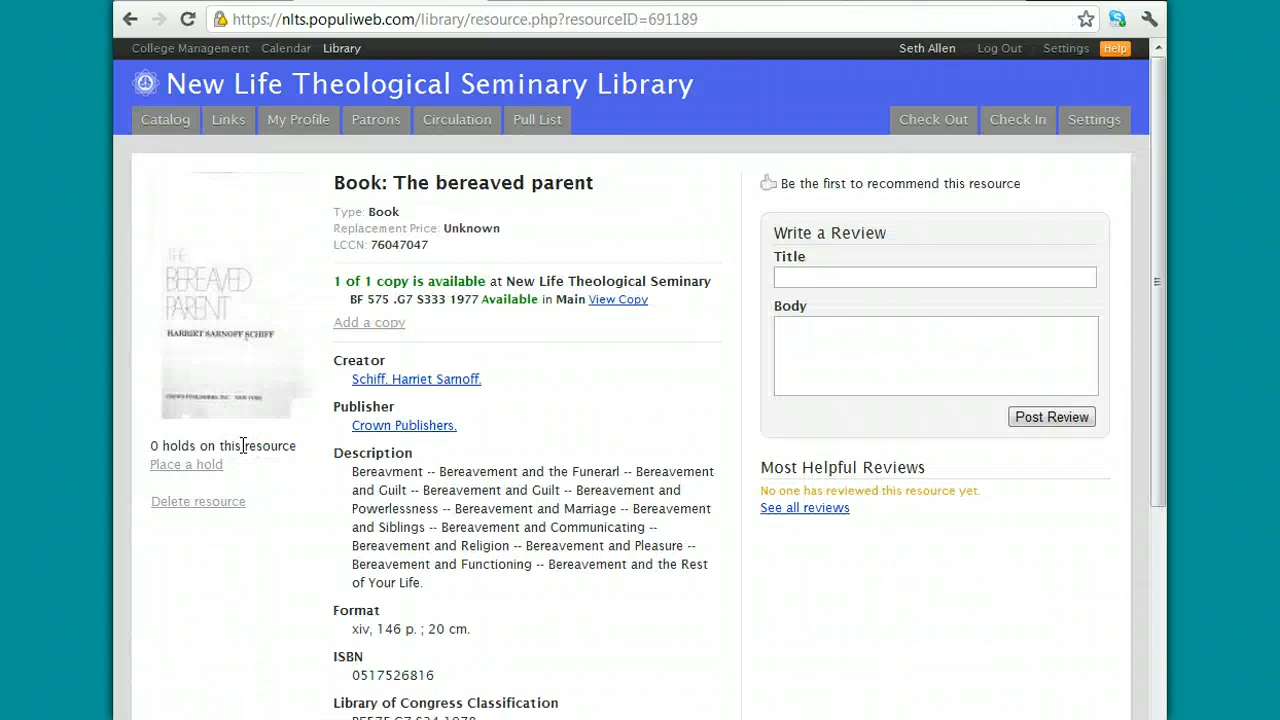 https://nlts.populiweb.com/library/resource.php?resourceID=691189
College Management Calendar Library Seth Allen Log Out Settings Help
New Life Theological Seminary Library
Catalog Links My Profile Patrons Circulation Pull List Check Out Check In Settings
THE
BEREAVED
PARENT
HARRIET SARNOFF SCHIFF
CROWN PUBLISHERS, INC. NEW YORK
0 holds on this resource
Place a hold
Delete resource
Book: The bereaved parent
Type: Book
Replacement Price: Unknown
LCCN: 76047047
1 of 1 copy is available at New Life Theological Seminary
BF 575 .G7 S333 1977 Available in Main View Copy
Add a copy
Creator
Schiff, Harriet Sarnoff.
Publisher
Crown Publishers,
Description
Bereavment -- Bereavement and the Funerarl -- Bereavement
and Guilt -- Bereavement and Guilt -- Bereavement and
Powerlessness -- Bereavement and Marriage -- Bereavement
and Siblings -- Bereavement and Communicating --
Bereavement and Religion -- Bereavement and Pleasure --
Bereavement and Functioning -- Bereavement and the Rest
of Your Life.
Format
xiv, 146 p. ; 20 cm.
ISBN
0517526816
Library of Congress Classification
Be the first to recommend this resource
Write a Review
Title
Body
Post Review
Most Helpful Reviews
No one has reviewed this resource yet.
See all reviews